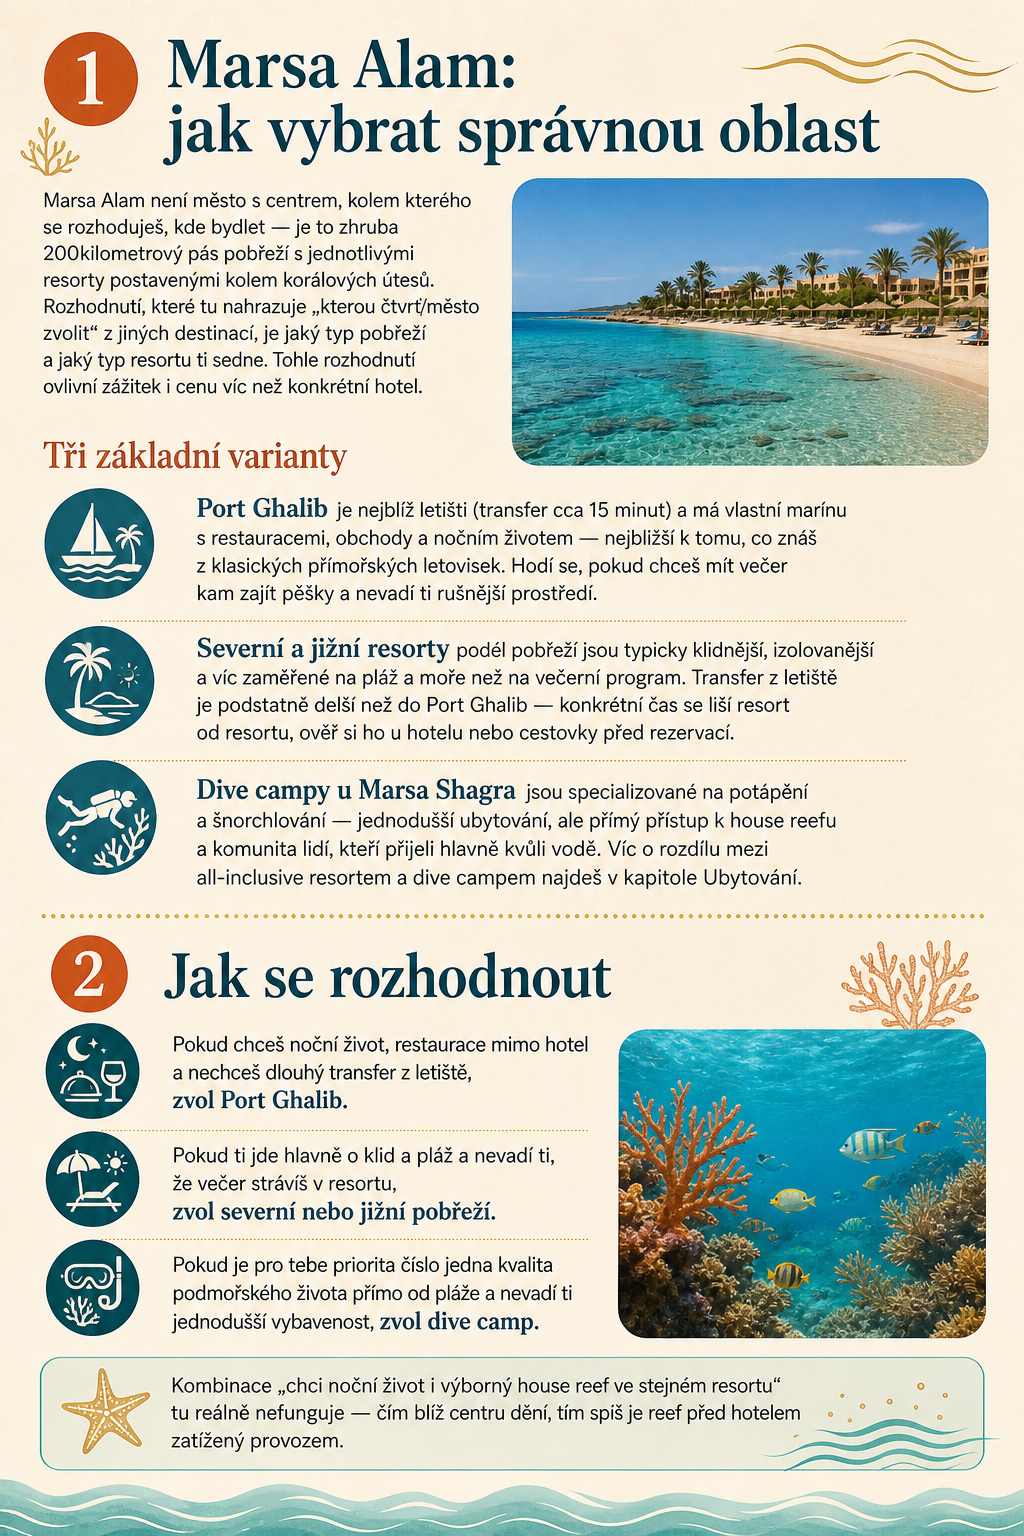 1
Marsa Alam:
jak vybrat správnou oblast
Marsa Alam není město s centrem, kolem kterého
se rozhoduješ, kde bydlet — je to zhruba
200kilometrový pás pobřeží s jednotlivými
resorty postavenými kolem korálových útesů.
Rozhodnutí, které tu nahrazuje „kterou čtvrť/město
zvolit“ z jiných destinací, je jaký typ pobřeží
a jaký typ resortu ti sedne. Tohle rozhodnutí
ovlivní zážitek i cenu víc než konkrétní hotel.
Tři základní varianty
Port Ghalib je nejblíž letišti (transfer cca 15 minut) a má vlastní marínu
s restauracemi, obchody a nočním životem — nejbližší k tomu, co znáš
z klasických přímořských letovisek. Hodí se, pokud chceš mít večer
kam zajít pěšky a nevadí ti rušnější prostředí.
Severní a jižní resorty podél pobřeží jsou typicky klidnější, izolovanější
a víc zaměřené na pláž a moře než na večerní program. Transfer z letiště
je podstatně delší než do Port Ghalib — konkrétní čas se liší resort
od resortu, ověř si ho u hotelu nebo cestovky před rezervací.
Dive campy u Marsa Shagra jsou specializované na potápění
a šnorchlování — jednodušší ubytování, ale přímý přístup k house reefu
a komunita lidí, kteří přijeli hlavně kvůli vodě. Víc o rozdílu mezi
all-inclusive resortem a dive campem najdeš v kapitole Ubytování.
2
Jak se rozhodnout
Pokud chceš noční život, restaurace mimo hotel
a nechceš dlouhý transfer z letiště,
zvol Port Ghalib.
Pokud ti jde hlavně o klid a pláž a nevadí ti,
že večer strávíš v resortu,
zvol severní nebo jižní pobřeží.
Pokud je pro tebe priorita číslo jedna kvalita
podmořského života přímo od pláže a nevadí ti
jednodušší vybavenost, zvol dive camp.
Kombinace „chci noční život i výborný house reef ve stejném resortu“
tu reálně nefunguje — čím blíž centru dění, tím spiš je reef před hotelem
zatížený provozem.